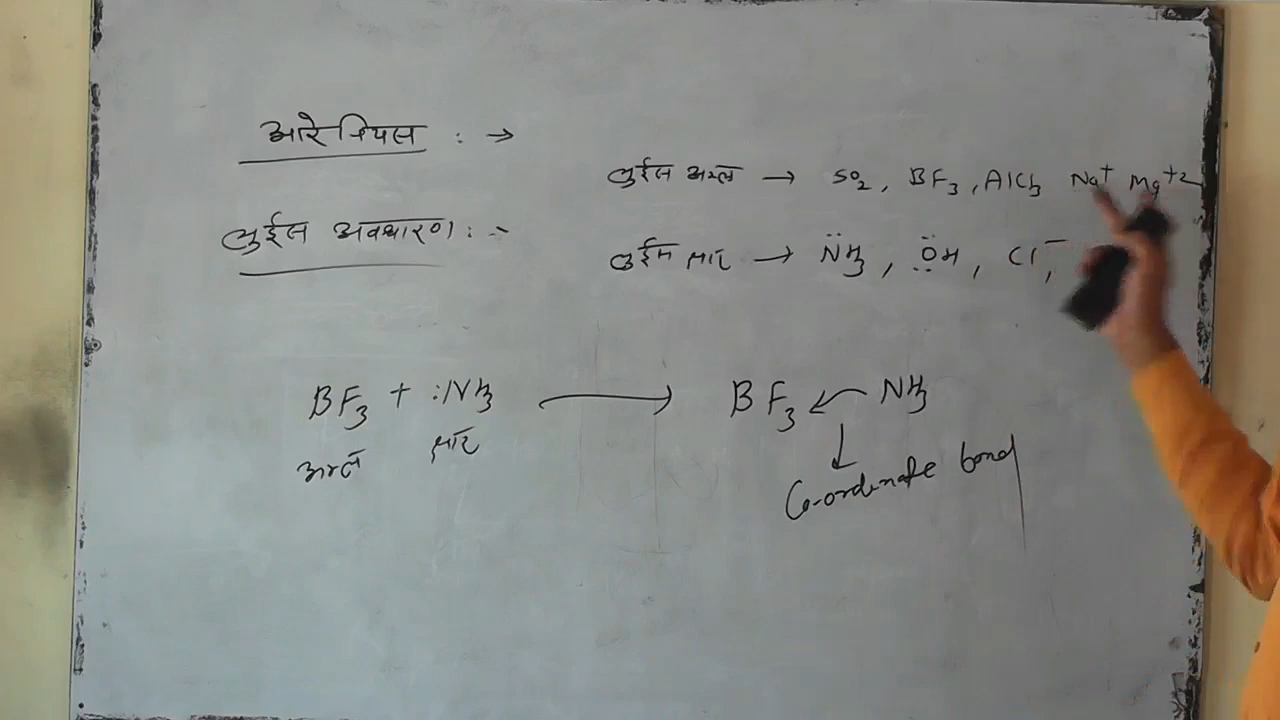 आरेनियस : →
लुईस अम्ल → SO₂, BF₃, AlCl₃ Na⁺ Mg⁺²
लुईस अवधारणा : -
लुईस क्षार → N̈H₃, ÖH, Cl⁻,
BF₃ + :NH₃ ⟶ BF₃ ← NH₃
अम्ल क्षार
↓
Co-ordinate bond